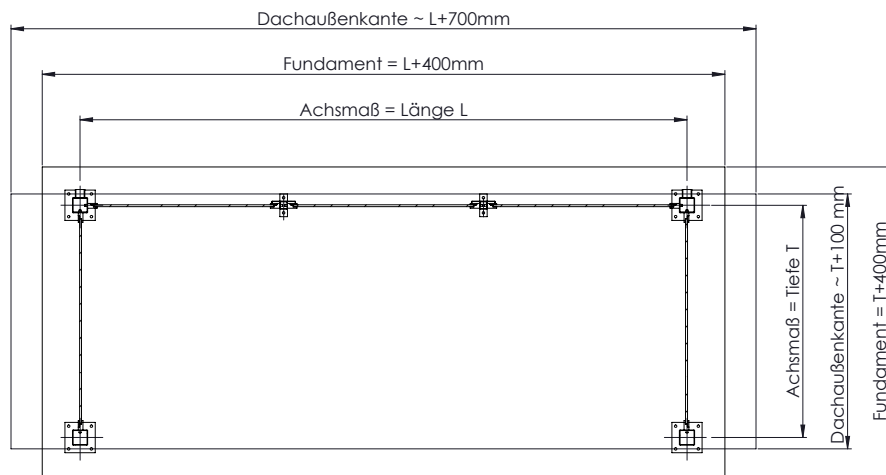 Dachaußenkante ~ L+700mm
Fundament = L+400mm
Achsmaß = Länge L
Achsmaß = Tiefe T
Dachaußenkante ~ T+100 mm
Fundament = T+400mm